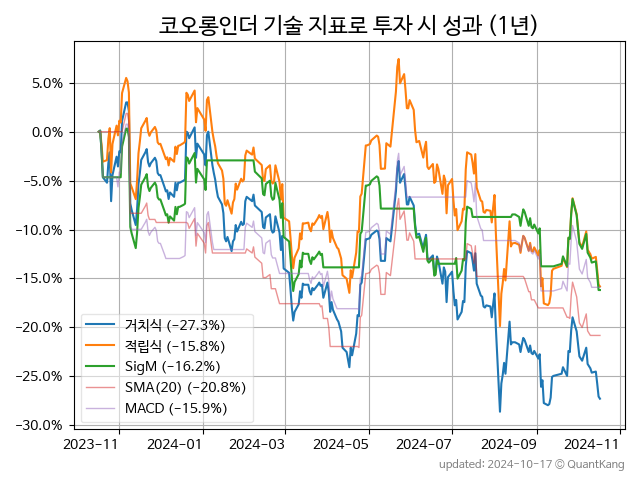 코오롱인더 기술 지표로 투자 시 성과 (1년)
5.0%
0.0%
−5.0%
−10.0%
−15.0%
−20.0%
−25.0%
−30.0%
거치식 (−27.3%)
적립식 (−15.8%)
SigM (−16.2%)
SMA(20) (−20.8%)
MACD (−15.9%)
2023−11 2024−01 2024−03 2024−05 2024−07 2024−09 2024−11
updated: 2024-10-17 © QuantKang